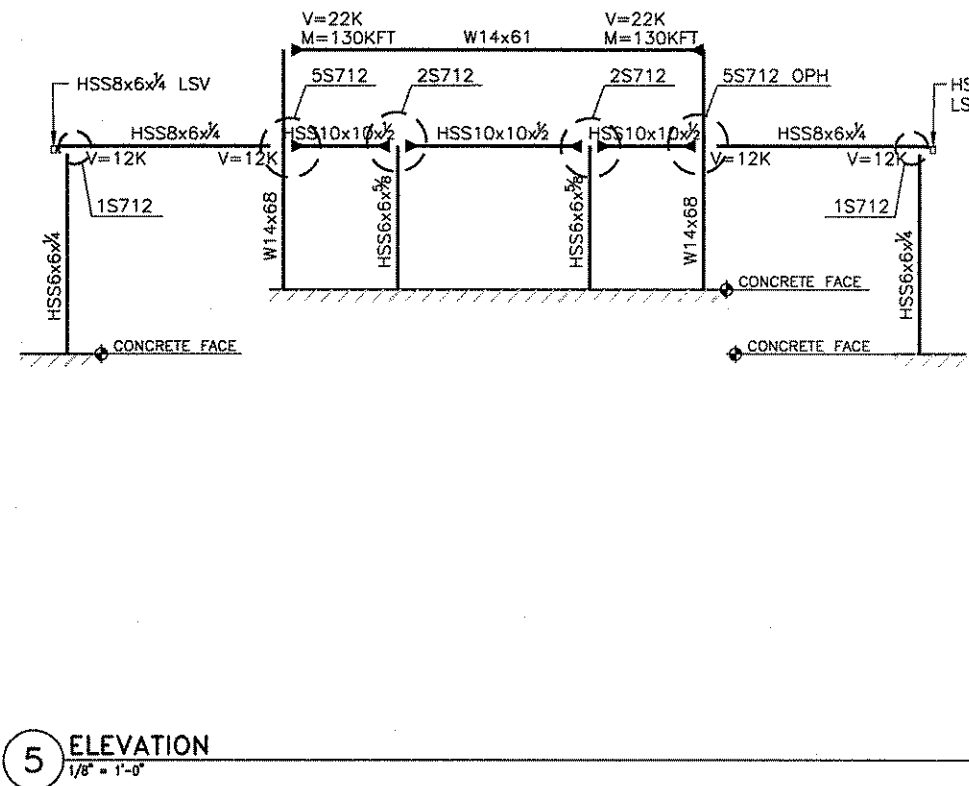 V=22K
M=130KFT
W14x61
V=22K
M=130KFT
HSS8x6x¼ LSV
5S712
2S712
2S712
5S712 OPH
HS
LS
HSS8x6x¼
HSS10x10x½
HSS10x10x½
HSS10x10x½
HSS8x6x¼
V=12K
V=12K
V=12K
V=12K
1S712
1S712
HSS6x6x¼
W14x68
HSS6x6x⅝
HSS6x6x⅝
W14x68
HSS6x6x¼
CONCRETE FACE
CONCRETE FACE
CONCRETE FACE
5
ELEVATION
1/8" = 1'-0"